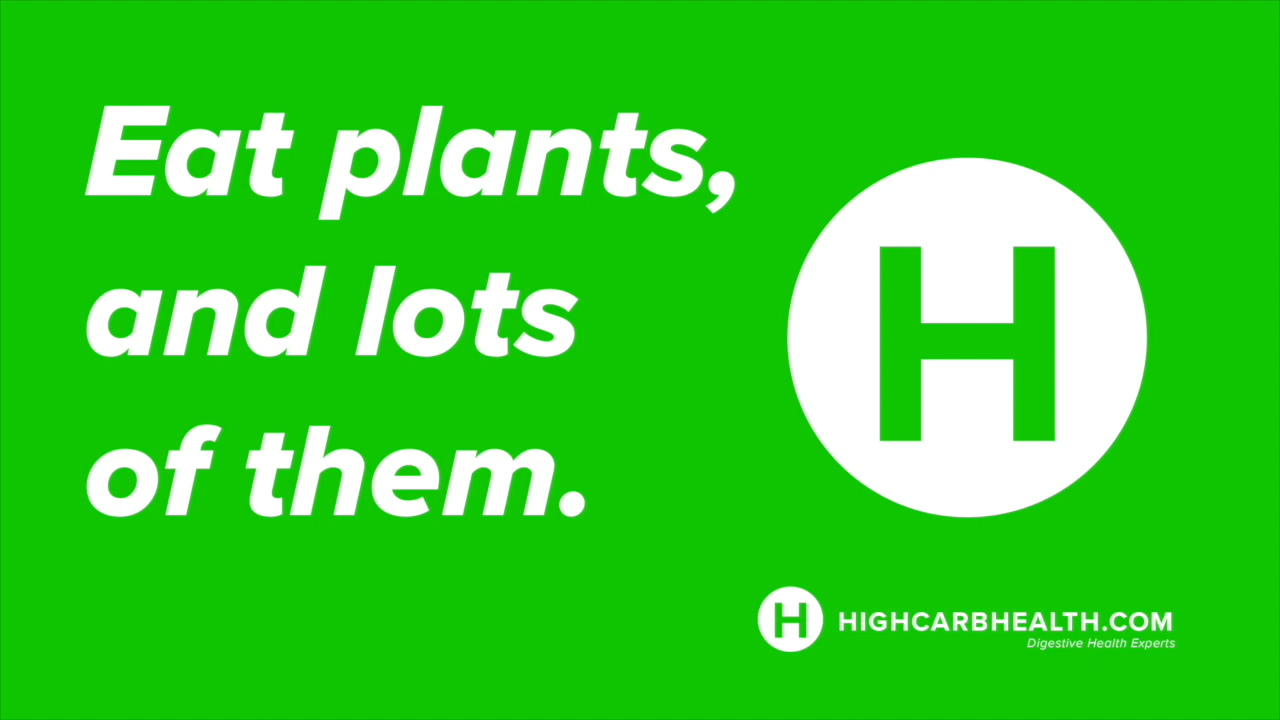 Eat plants,
and lots
of them.
H
H HIGHCARBHEALTH.COM
Digestive Health Experts